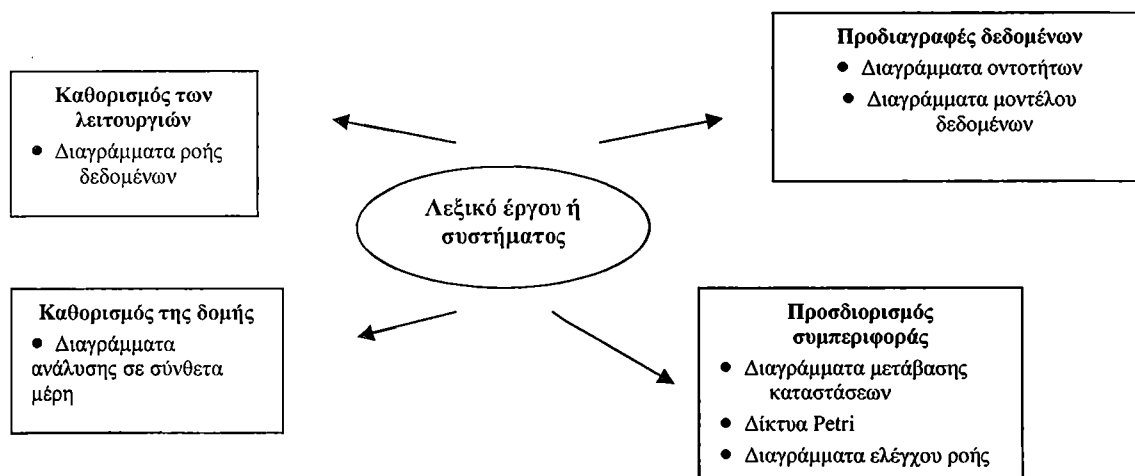 Καθορισμός των
λειτουργιών
● Διαγράμματα ροής
δεδομένων
Προδιαγραφές δεδομένων
● Διαγράμματα οντοτήτων
● Διαγράμματα μοντέλου
δεδομένων
Λεξικό έργου ή
συστήματος
Καθορισμός της δομής
● Διαγράμματα
ανάλυσης σε σύνθετα
μέρη
Προσδιορισμός
συμπεριφοράς
● Διαγράμματα μετάβασης
καταστάσεων
● Δίκτυα Petri
● Διαγράμματα ελέγχου ροής